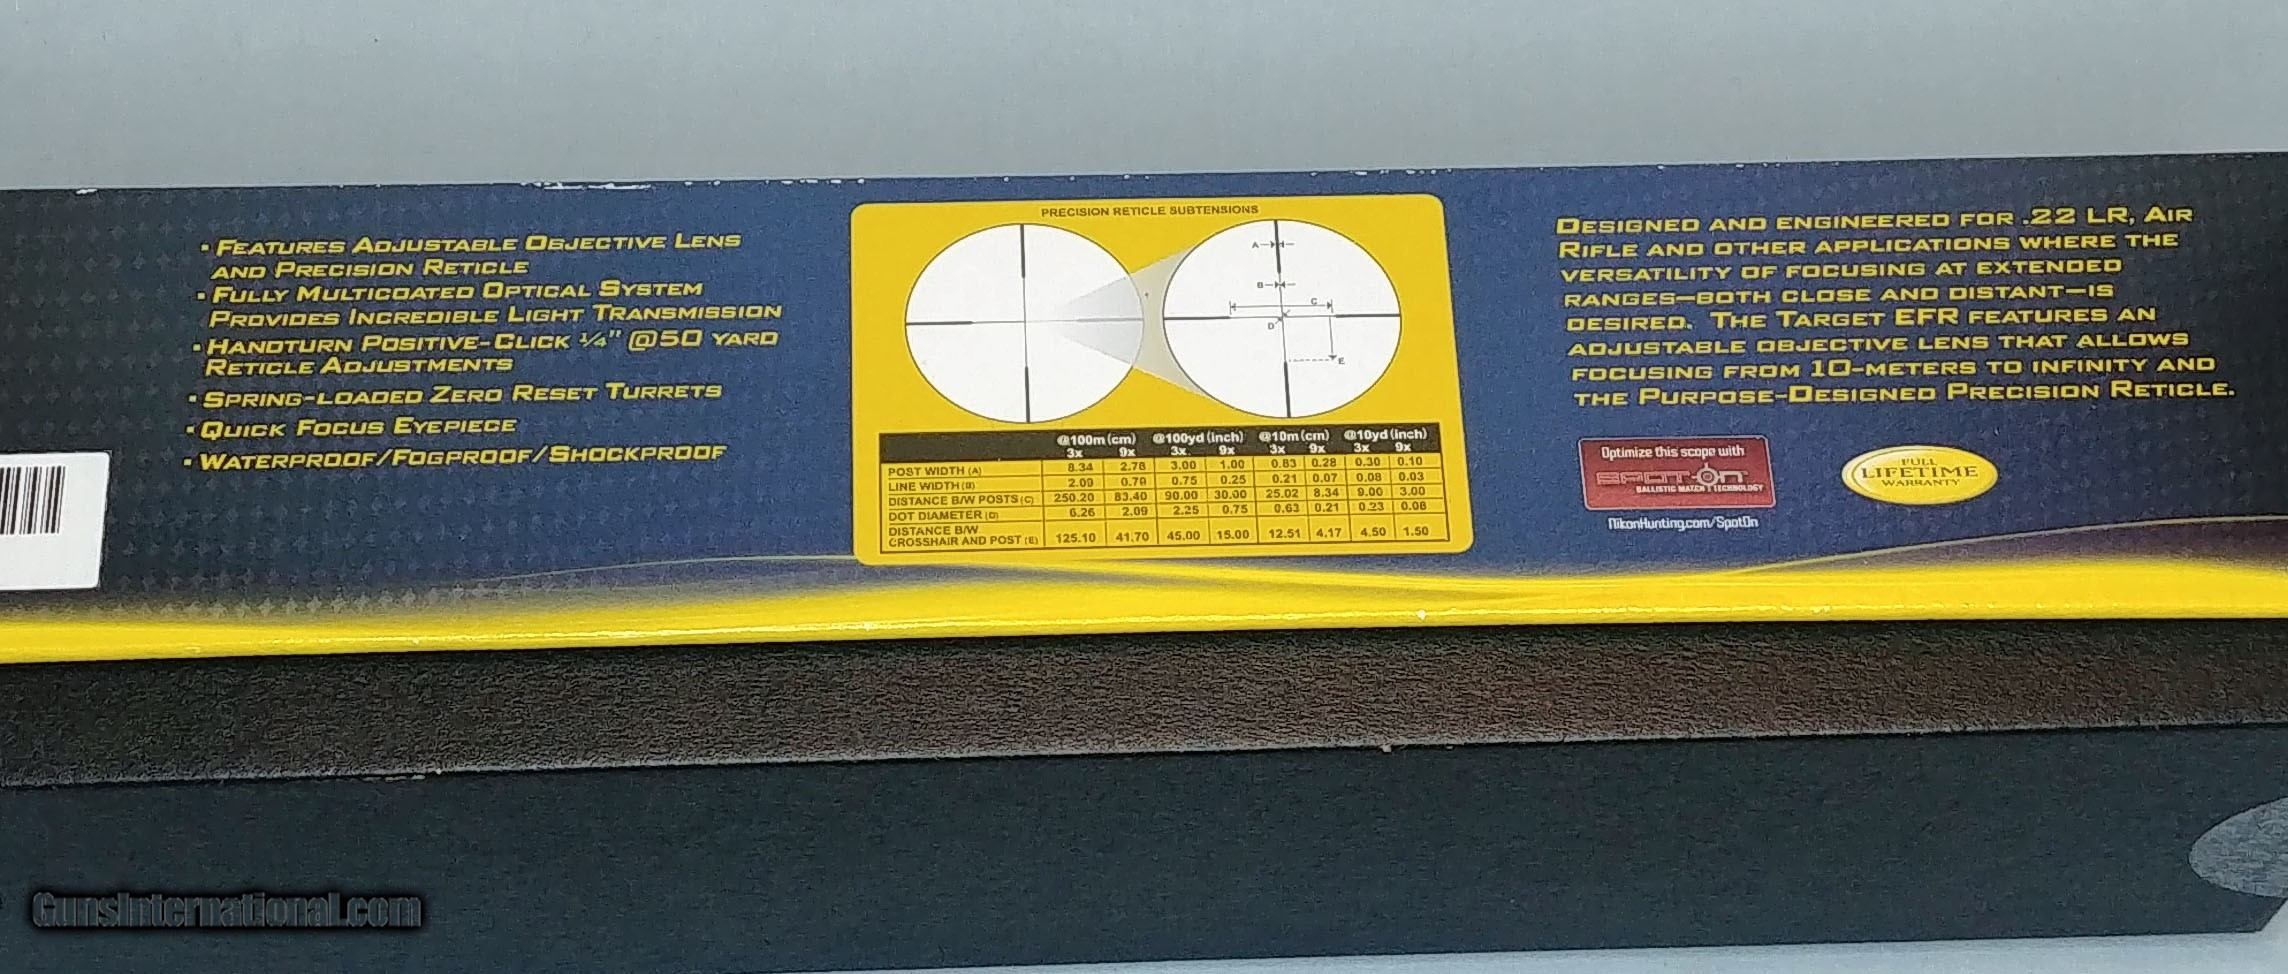 • Features Adjustable Objective Lens
and Precision Reticle
• Fully Multicoated Optical System
Provides Incredible Light Transmission
• Handturn Positive-Click ¼" @50 yard
Reticle Adjustments
• Spring-loaded Zero Reset Turrets
• Quick Focus Eyepiece
• Waterproof/Fogproof/Shockproof
PRECISION RETICLE SUBTENSIONS
A
B
C
D
E
@100m (cm) @100yd (inch) @10m (cm) @10yd (inch)
3x 9x 3x 9x 3x 9x 3x 9x
POST WIDTH (A) 8.34 2.78 3.00 1.00 0.83 0.28 0.30 0.10
LINE WIDTH (B) 2.09 0.70 0.75 0.25 0.21 0.07 0.08 0.03
DISTANCE B/W POSTS (C) 250.20 83.40 90.00 30.00 25.02 8.34 9.00 3.00
DOT DIAMETER (D) 6.26 2.09 2.25 0.75 0.63 0.21 0.23 0.08
DISTANCE B/W
CROSSHAIR AND POST (E) 125.10 41.70 45.00 15.00 12.51 4.17 4.50 1.50
Designed and engineered for .22 LR, Air
Rifle and other applications where the
versatility of focusing at extended
ranges—both close and distant—is
desired. The Target EFR features an
adjustable objective lens that allows
focusing from 10-meters to infinity and
the Purpose-Designed Precision Reticle.
Optimize this scope with
SPOT ON
BALLISTIC MATCH TECHNOLOGY
NikonHunting.com/SpotOn
FULL
LIFETIME
WARRANTY
GunsInternational.com